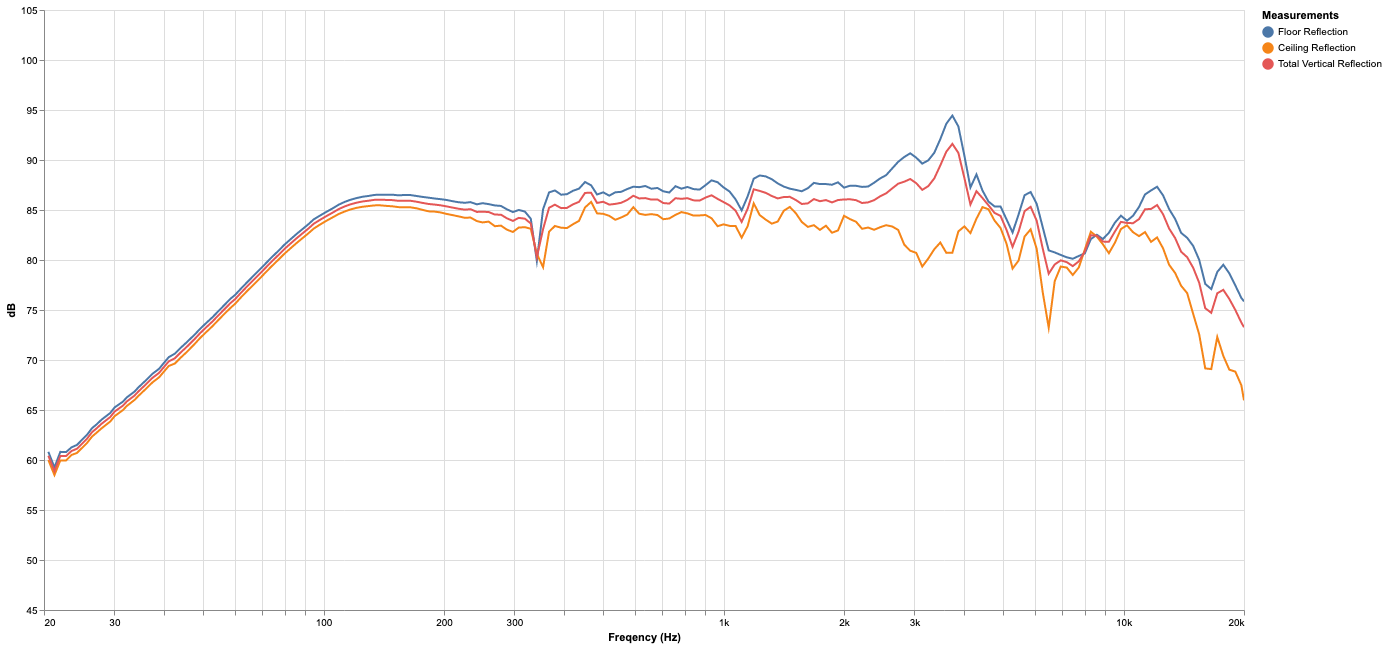 105
100
95
90
85
80
75
70
65
60
55
50
45
dB
20 30 100 200 300 1k 2k 3k 10k 20k
Freqency (Hz)
Measurements
Floor Reflection
Ceiling Reflection
Total Vertical Reflection